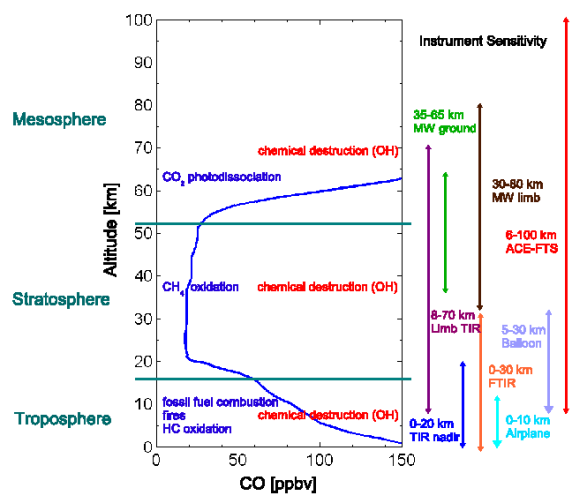 Instrument Sensitivity
Mesosphere
Stratosphere
Troposphere
Altitude [km]
100
90
80
70
60
50
40
30
20
10
0
0
50
100
150
CO [ppbv]
chemical destruction (OH)
CO₂ photodissociation
CH₄ oxidation
chemical destruction (OH)
fossil fuel combustion
fires
HC oxidation
chemical destruction (OH)
35-65 km
MW ground
30-80 km
MW limb
6-100 km
ACE-FTS
8-70 km
Limb TIR
5-30 km
Balloon
0-30 km
FTIR
0-20 km
TIR nadir
0-10 km
Airplane